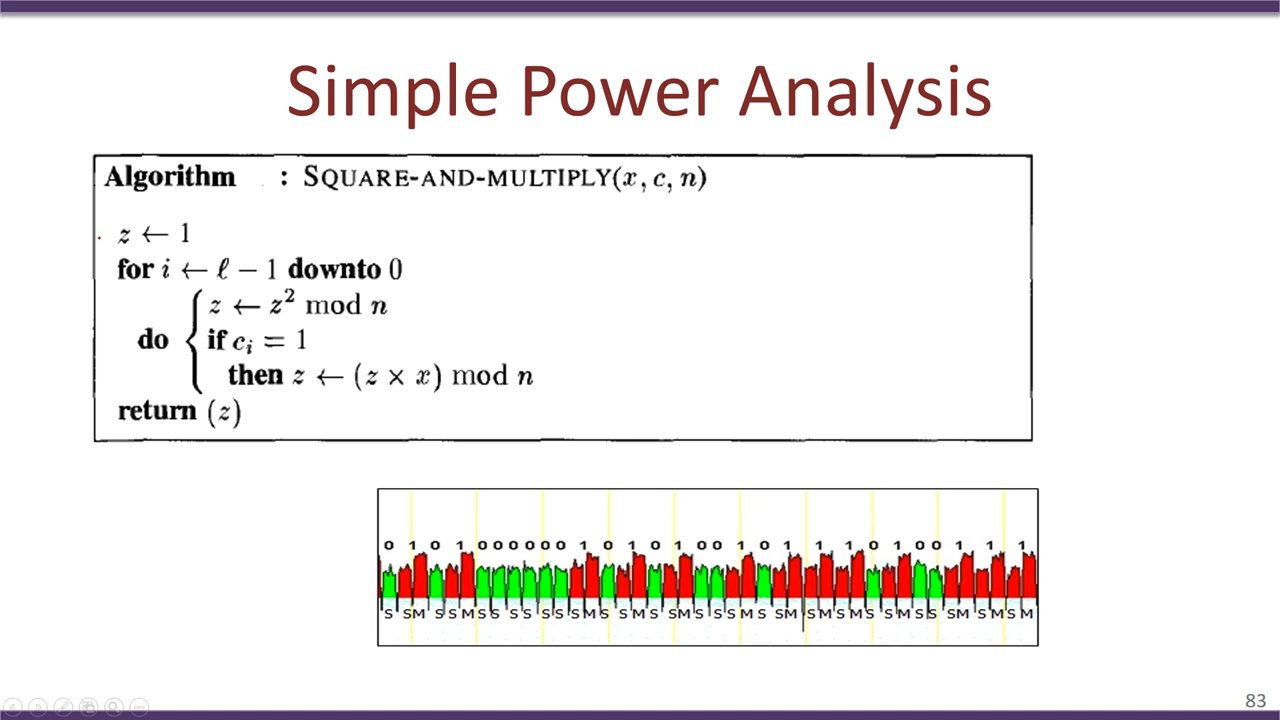 Simple Power Analysis
Algorithm : SQUARE-AND-MULTIPLY(x, c, n)
z ← 1
for i ← ℓ − 1 downto 0
z ← z² mod n
do { if cᵢ = 1
then z ← (z × x) mod n
return (z)
0 1 0 1 0 0 0 0 0 0 1 0 1 0 1 0 0 1 0 1 1 1 0 1 0 0 1 1 1
S S M S S M S S S S S S S M S S M S S M S S S M S S M S M S M S S M S S S M S M S M
83